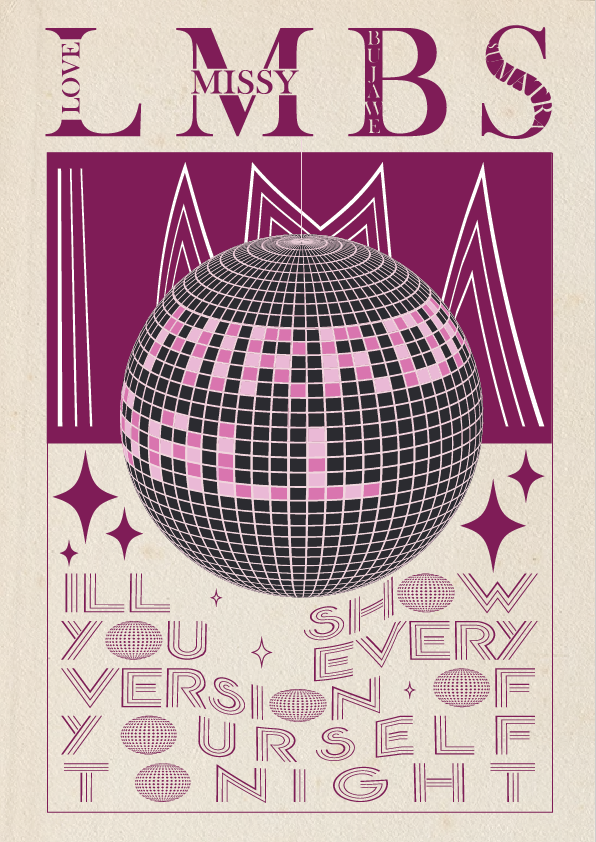 L M B S
LOVE MISSY BUJAWE
I A M A
ILL SHOW
YOU EVERY
VERSION OF
YOURSELF
TONIGHT